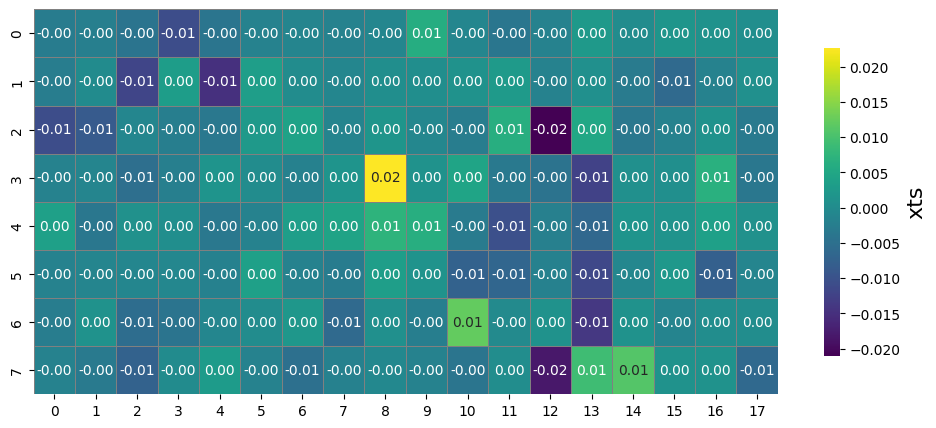 0 -0.00 -0.00 -0.00 -0.01 -0.00 -0.00 -0.00 -0.00 -0.00 0.01 -0.00 -0.00 -0.00 0.00 0.00 0.00 0.00 0.00
1 -0.00 -0.00 -0.01 0.00 -0.01 0.00 0.00 0.00 0.00 0.00 0.00 0.00 -0.00 0.00 -0.00 -0.01 -0.00 0.00
2 -0.01 -0.01 -0.00 -0.00 -0.00 0.00 0.00 -0.00 0.00 -0.00 -0.00 0.01 -0.02 0.00 -0.00 -0.00 0.00 -0.00
3 -0.00 -0.00 -0.01 -0.00 0.00 0.00 -0.00 0.00 0.02 0.00 0.00 -0.00 -0.00 -0.01 0.00 0.00 0.01 -0.00
4 0.00 -0.00 0.00 -0.00 -0.00 -0.00 0.00 0.00 0.01 0.01 -0.00 -0.01 -0.00 -0.01 0.00 0.00 0.00 0.00
5 -0.00 -0.00 -0.00 -0.00 -0.00 0.00 -0.00 -0.00 0.00 0.00 -0.01 -0.01 -0.00 -0.01 -0.00 0.00 -0.01 -0.00
6 -0.00 0.00 -0.01 -0.00 -0.00 -0.00 0.00 -0.01 0.00 -0.00 0.01 -0.00 0.00 -0.01 0.00 -0.00 0.00 0.00
7 -0.00 -0.00 -0.01 -0.00 0.00 -0.00 -0.01 -0.00 -0.00 -0.00 -0.00 0.00 -0.02 0.01 0.01 0.00 0.00 -0.01
0 1 2 3 4 5 6 7 8 9 10 11 12 13 14 15 16 17
0.020
0.015
0.010
0.005
0.000
−0.005
−0.010
−0.015
−0.020
xts